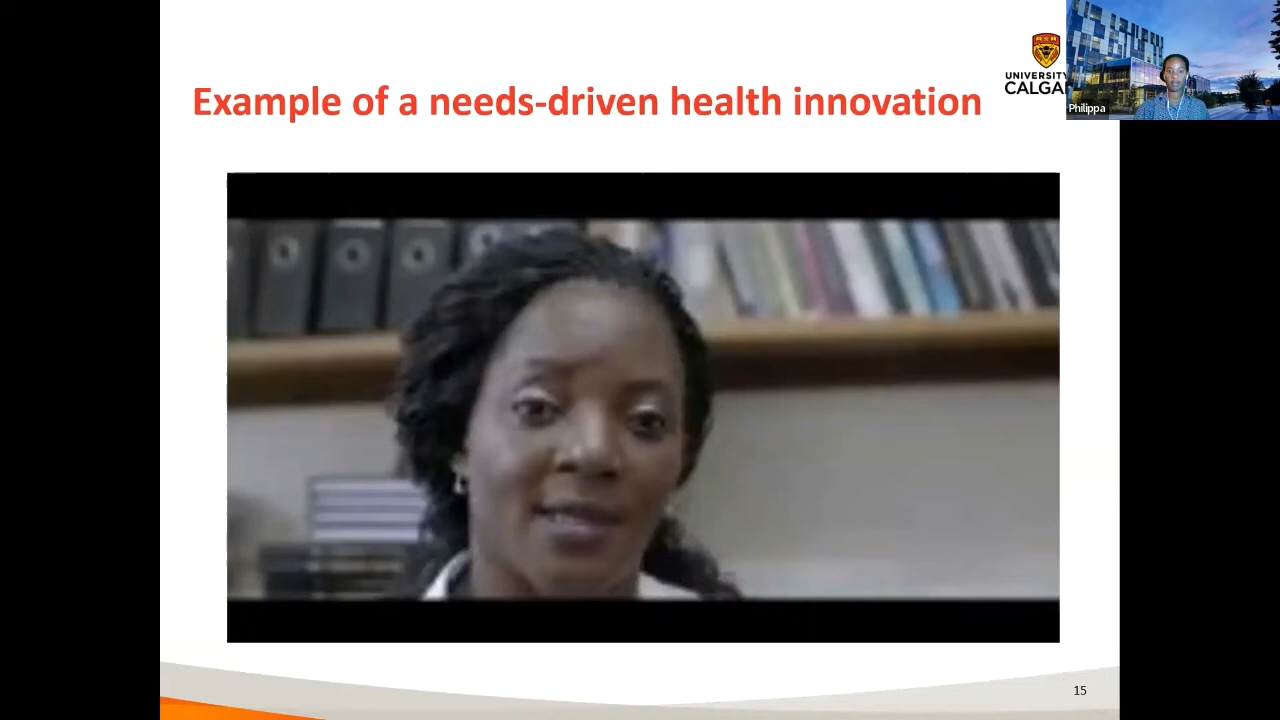 Example of a needs-driven health innovation
UNIVERSITY
CALGA
Philippa
15